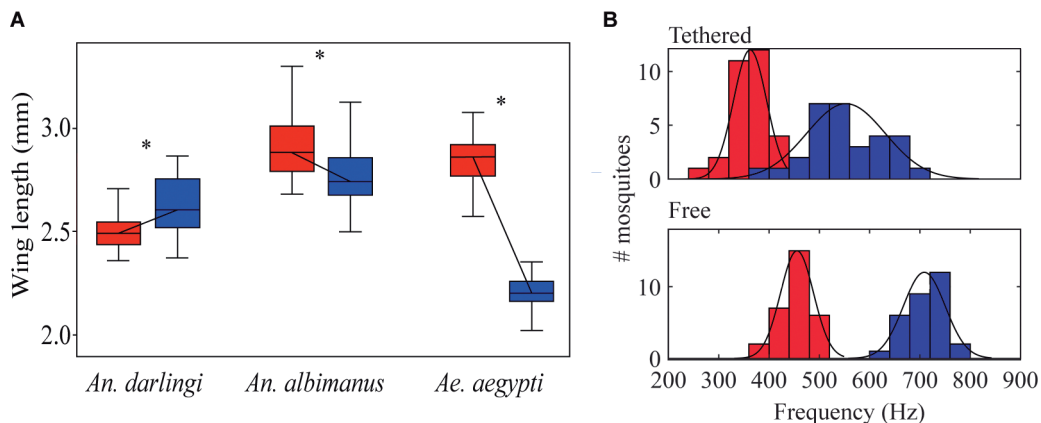 A
Wing length (mm)
3.0
2.5
2.0
*
*
*
An. darlingi
An. albimanus
Ae. aegypti
B
Tethered
10
5
0
Free
10
0
# mosquitoes
200 300 400 500 600 700 800 900
Frequency (Hz)